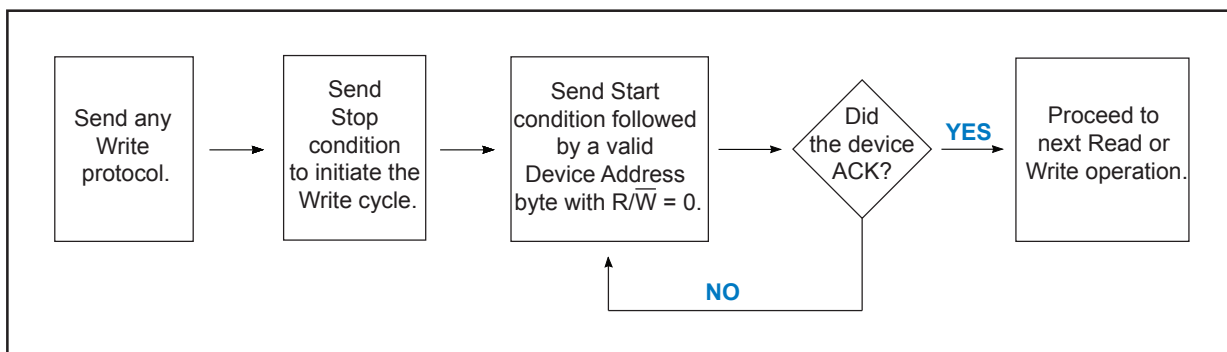 Send any
Write
protocol.
Send
Stop
condition
to initiate the
Write cycle.
Send Start
condition followed
by a valid
Device Address
byte with R/W̅ = 0.
Did
the device
ACK?
YES
NO
Proceed to
next Read or
Write operation.